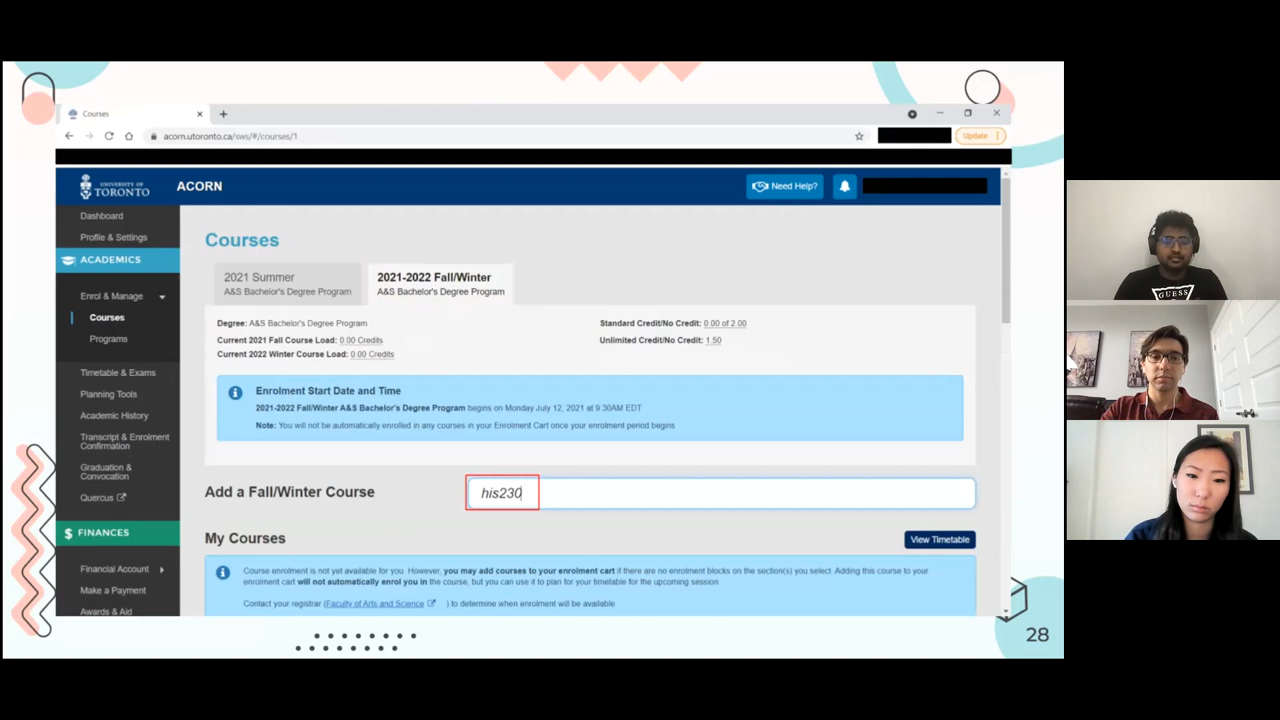 Courses
acorn.utoronto.ca/sws/#/courses/1
Update
UNIVERSITY OF
TORONTO
ACORN
Need Help?
Dashboard
Profile & Settings
ACADEMICS
Enrol & Manage
Courses
Programs
Timetable & Exams
Planning Tools
Academic History
Transcript & Enrolment
Confirmation
Graduation &
Convocation
Quercus
$ FINANCES
Financial Account
Make a Payment
Awards & Aid
Courses
2021 Summer
A&S Bachelor's Degree Program
2021-2022 Fall/Winter
A&S Bachelor's Degree Program
Degree: A&S Bachelor's Degree Program
Current 2021 Fall Course Load: 0.00 Credits
Current 2022 Winter Course Load: 0.00 Credits
Standard Credit/No Credit: 0.00 of 2.00
Unlimited Credit/No Credit: 1.50
Enrolment Start Date and Time
2021-2022 Fall/Winter A&S Bachelor's Degree Program begins on Monday July 12, 2021 at 9:30AM EDT
Note: You will not be automatically enrolled in any courses in your Enrolment Cart once your enrolment period begins
Add a Fall/Winter Course
his230
My Courses
View Timetable
Course enrolment is not yet available for you. However, you may add courses to your enrolment cart if there are no enrolment blocks on the section(s) you select. Adding this course to your
enrolment cart will not automatically enrol you in the course, but you can use it to plan for your timetable for the upcoming session
Contact your registrar (Faculty of Arts and Science ) to determine when enrolment will be available
28
GUESS